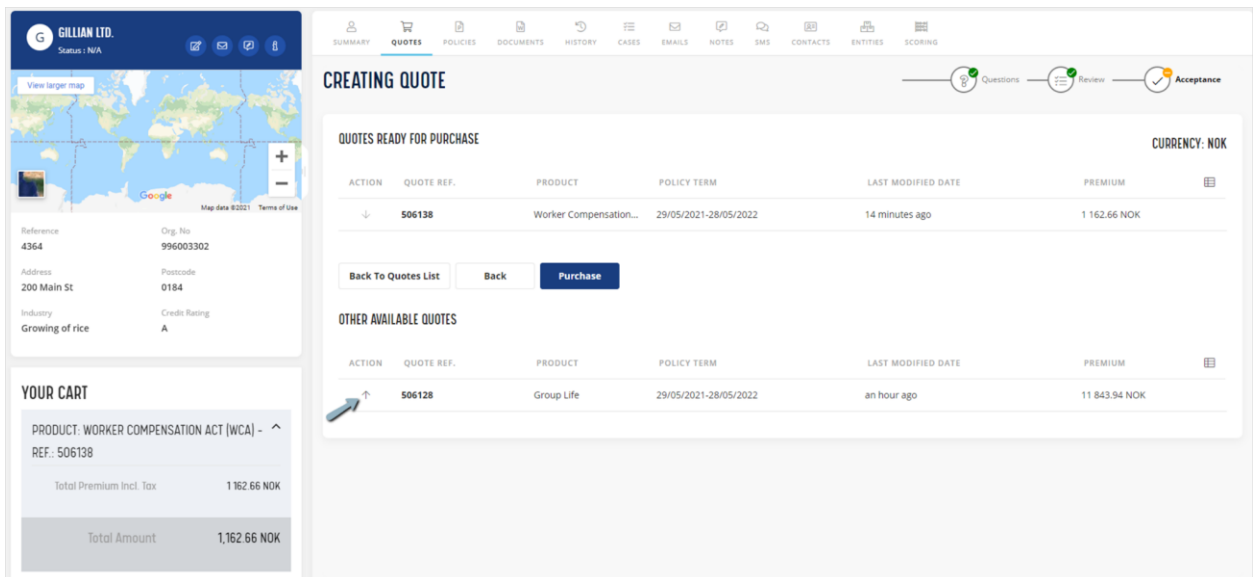 G
GILLIAN LTD.
Status : N/A
View larger map
Google
Map data ©2021 Terms of Use
Reference Org. No
4364 996003302
Address Postcode
200 Main St 0184
Industry Credit Rating
Growing of rice A
YOUR CART
PRODUCT: WORKER COMPENSATION ACT (WCA) -
REF.: 506138
Total Premium Incl. Tax 1 162.66 NOK
Total Amount 1,162.66 NOK
SUMMARY QUOTES POLICIES DOCUMENTS HISTORY CASES EMAILS NOTES SMS CONTACTS ENTITIES SCORING
CREATING QUOTE
Questions Review Acceptance
QUOTES READY FOR PURCHASE
CURRENCY: NOK
ACTION QUOTE REF. PRODUCT POLICY TERM LAST MODIFIED DATE PREMIUM
506138 Worker Compensation... 29/05/2021-28/05/2022 14 minutes ago 1 162.66 NOK
Back To Quotes List Back Purchase
OTHER AVAILABLE QUOTES
ACTION QUOTE REF. PRODUCT POLICY TERM LAST MODIFIED DATE PREMIUM
506128 Group Life 29/05/2021-28/05/2022 an hour ago 11 843.94 NOK